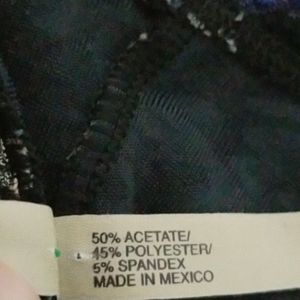 50% ACETATE/
45% POLYESTER/
5% SPANDEX
MADE IN MEXICO